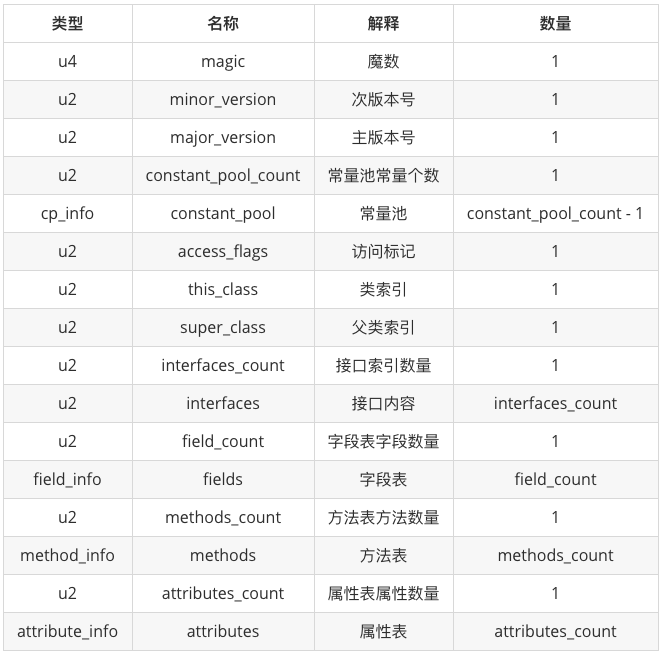 类型 名称 解释 数量
u4 magic 魔数 1
u2 minor_version 次版本号 1
u2 major_version 主版本号 1
u2 constant_pool_count 常量池常量个数 1
cp_info constant_pool 常量池 constant_pool_count - 1
u2 access_flags 访问标记 1
u2 this_class 类索引 1
u2 super_class 父类索引 1
u2 interfaces_count 接口索引数量 1
u2 interfaces 接口内容 interfaces_count
u2 field_count 字段表字段数量 1
field_info fields 字段表 field_count
u2 methods_count 方法表方法数量 1
method_info methods 方法表 methods_count
u2 attributes_count 属性表属性数量 1
attribute_info attributes 属性表 attributes_count